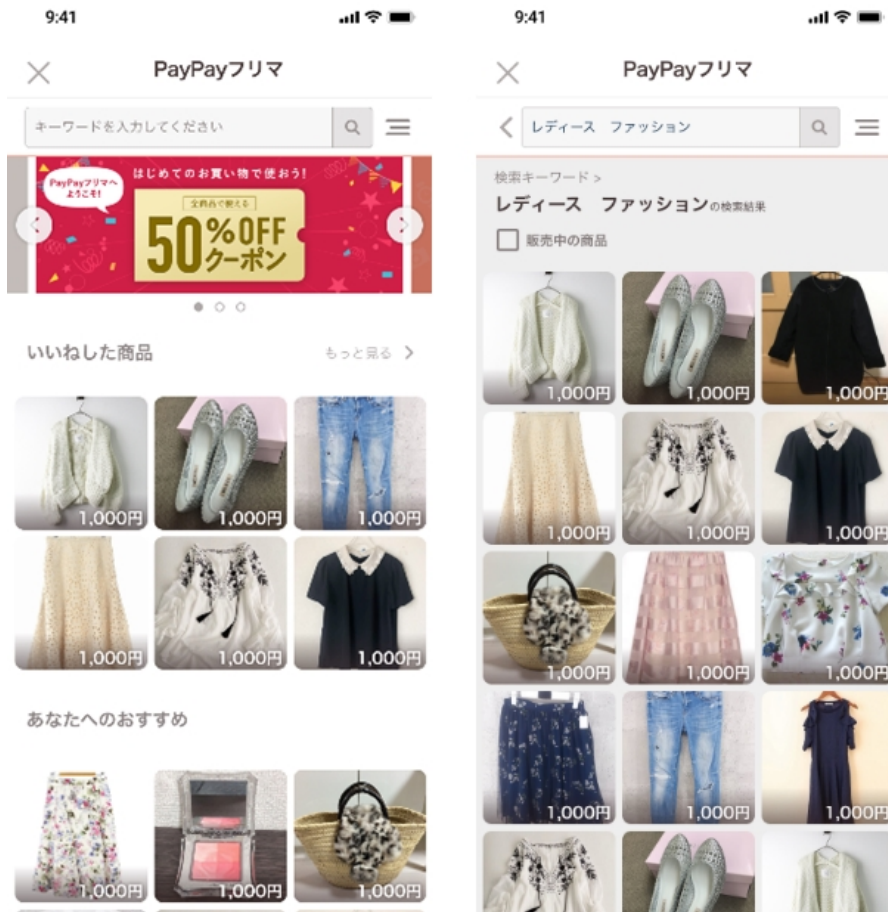 9:41
PayPayフリマ
キーワードを入力してください
PayPayフリマへ
ようこそ!
はじめてのお買い物で使おう!
全商品で使える
50%OFF
クーポン
いいねした商品
もっと見る
1,000円
1,000円
1,000円
1,000円
1,000円
1,000円
あなたへのおすすめ
1,000円
1,000円
1,000円
9:41
PayPayフリマ
レディース　ファッション
検索キーワード >
レディース　ファッションの検索結果
販売中の商品
1,000円
1,000円
1,000円
1,000円
1,000円
1,000円
1,000円
1,000円
1,000円
1,000円
1,000円
1,000円